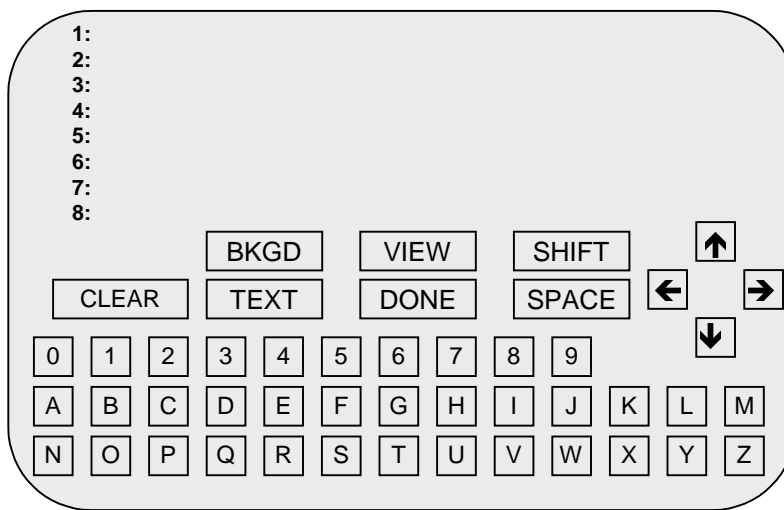 1:
2:
3:
4:
5:
6:
7:
8:
BKGD VIEW SHIFT
CLEAR TEXT DONE SPACE
0 1 2 3 4 5 6 7 8 9
A B C D E F G H I J K L M
N O P Q R S T U V W X Y Z